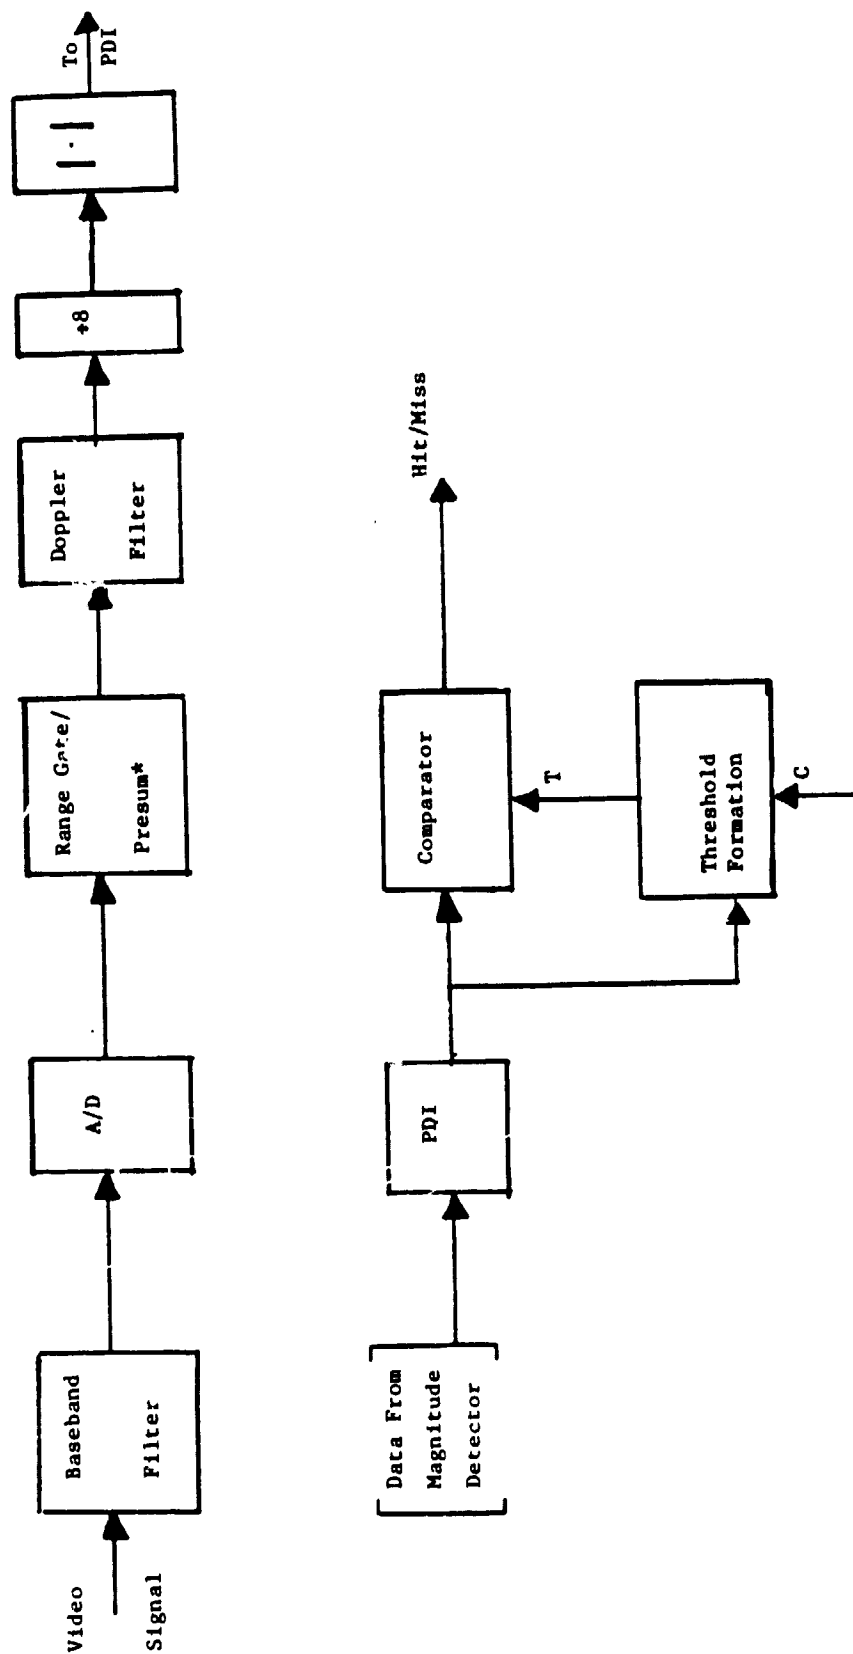 Video
Signal
Baseband
Filter
A/D
Range Gate/
Presum*
Doppler
Filter
÷8
|·|
To
PDI
Data From
Magnitude
Detector
PDI
Comparator
Hit/Miss
T
Threshold
Formation
C